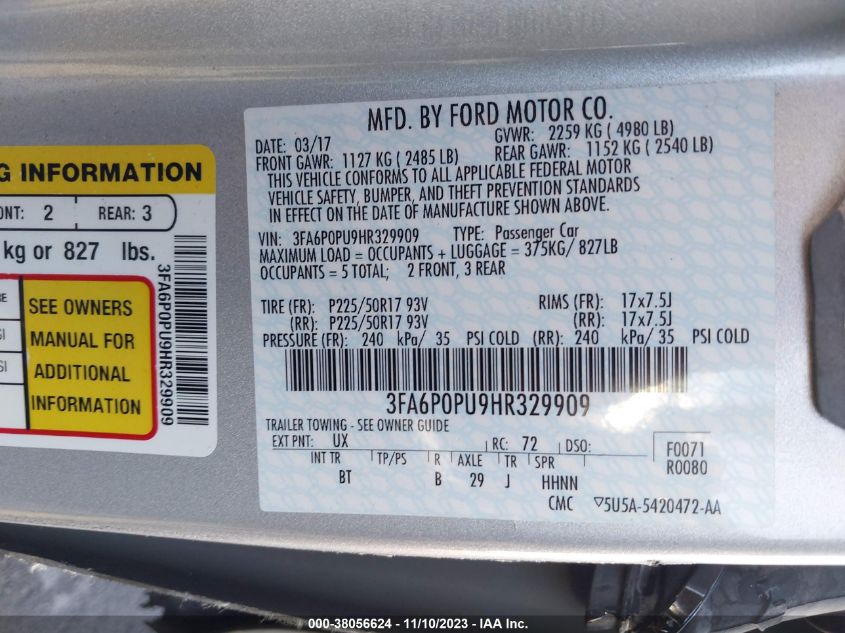 G INFORMATION
ONT: 2 REAR: 3
kg or 827 lbs.
SEE OWNERS
MANUAL FOR
ADDITIONAL
INFORMATION
3FA6P0PU9HR329909
MFD. BY FORD MOTOR CO.
DATE: 03/17 GVWR: 2259 KG ( 4980 LB)
FRONT GAWR: 1127 KG ( 2485 LB) REAR GAWR: 1152 KG ( 2540 LB)
THIS VEHICLE CONFORMS TO ALL APPLICABLE FEDERAL MOTOR
VEHICLE SAFETY, BUMPER, AND THEFT PREVENTION STANDARDS
IN EFFECT ON THE DATE OF MANUFACTURE SHOWN ABOVE.
VIN: 3FA6P0PU9HR329909 TYPE: Passenger Car
MAXIMUM LOAD = OCCUPANTS + LUGGAGE = 375KG/ 827LB
OCCUPANTS = 5 TOTAL; 2 FRONT, 3 REAR
TIRE (FR): P225/50R17 93V RIMS (FR): 17x7.5J
(RR): P225/50R17 93V (RR): 17x7.5J
PRESSURE (FR): 240 kPa/ 35 PSI COLD (RR): 240 kPa/ 35 PSI COLD
3FA6P0PU9HR329909
TRAILER TOWING - SEE OWNER GUIDE
EXT PNT: UX RC: 72 DSO: F0071
INT TR TP/PS R AXLE TR SPR R0080
BT B 29 J HHNN
CMC ▽5U5A-5420472-AA
000-38056624 - 11/10/2023 - IAA Inc.